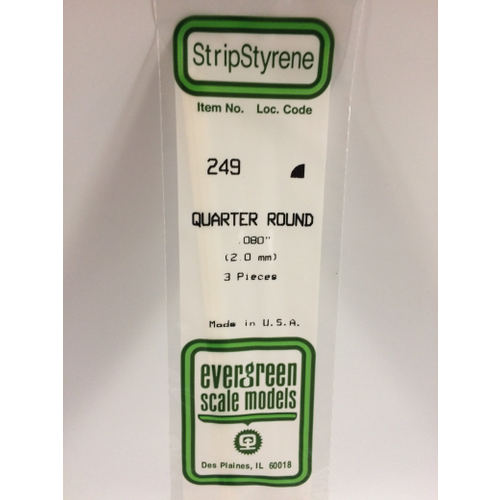 StripStyrene
Item No. Loc. Code
249
QUARTER ROUND
.080"
(2.0 mm)
3 Pieces
Made in U.S.A.
evergreen
scale models
Des Plaines, IL 60018